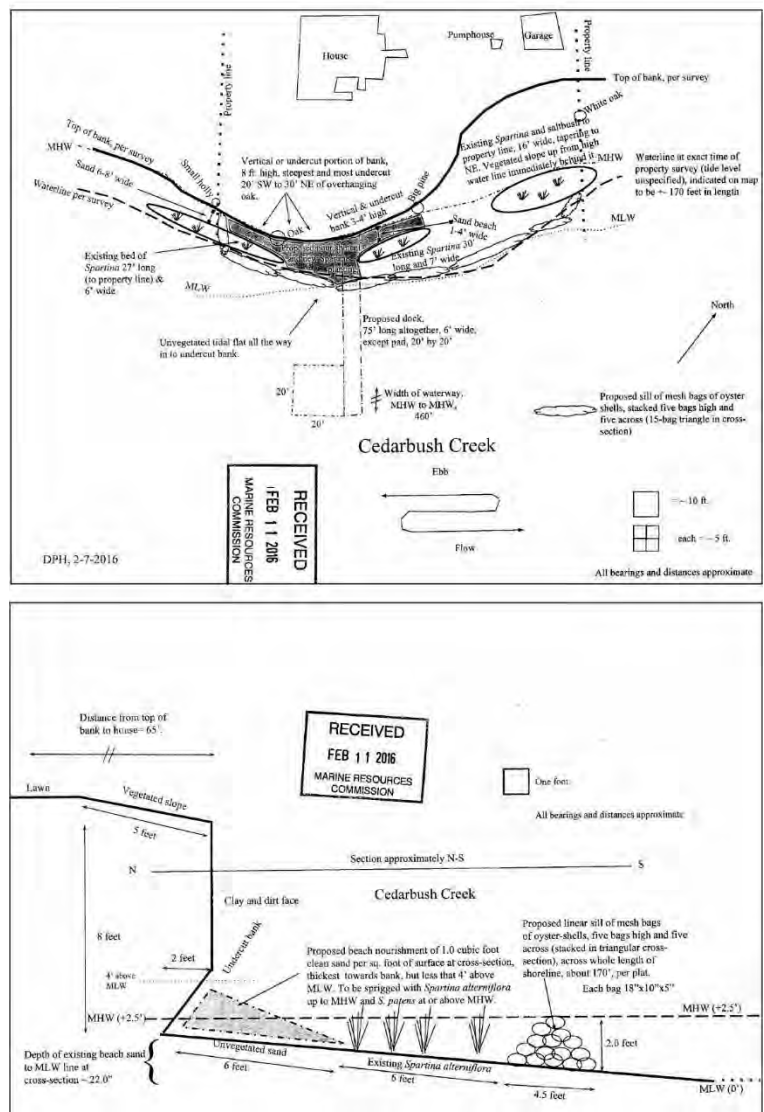 House
Pumphouse
Garage
Property line
Property line
Top of bank, per survey
White oak
MHW
Top of bank, per survey
Sand 6-8' wide
Waterline per survey
Small holly
Vertical or undercut portion of bank,
8 ft. high, steepest and most undercut
20' SW to 30' NE of overhanging
oak.
Oak
Vertical & undercut
bank 3-4' high
Big pine
Existing Spartina and saltbush to
property line, 16' wide, tapering to
NE. Vegetated slope up from high
water line immediately behind it
MHW
Waterline at exact time of
property survey (tide level
unspecified), indicated on map
to be +- 170 feet in length
MLW
Sand beach
1-4' wide
Existing Spartina 30'
long and 7' wide
Existing bed of
Spartina 27' long
(to property line) &
6' wide
MLW
Unvegetated tidal flat all the way
in to undercut bank.
Proposed dock,
75' long altogether, 6' wide,
except pad, 20' by 20'
North
20'
20'
Width of waterway,
MHW to MHW,
460'
Proposed sill of mesh bags of oyster
shells, stacked five bags high and
five across (15-bag triangle in cross-
section)
Cedarbush Creek
Ebb
Flow
RECEIVED
FEB 11 2016
MARINE RESOURCES
COMMISSION
= ~10 ft.
each = ~5 ft.
DPH, 2-7-2016
All bearings and distances approximate
Distance from top of
bank to house= 65'.
RECEIVED
FEB 11 2016
MARINE RESOURCES
COMMISSION
One foot
All bearings and distances approximate
Lawn
Vegetated slope
5 feet
N
Section approximately N-S
S
Clay and dirt face
Cedarbush Creek
8 feet
2 feet
Undercut bank
4' above
MLW
Proposed beach nourishment of 1.0 cubic foot
clean sand per sq. foot of surface at cross-section,
thickest towards bank, but less that 4' above
MLW. To be sprigged with Spartina alterniflora
up to MHW and S. patens at or above MHW.
Proposed linear sill of mesh bags
of oyster-shells, five bags high and five
across (stacked in triangular cross-
section), across whole length of
shoreline, about 170', per plat.
Each bag 18"x10"x5"
MHW (+2.5')
MHW (+2.5')
2.0 feet
Depth of existing beach sand
to MLW line at
cross-section ~22.0"
Unvegetated sand
6 feet
Existing Spartina alterniflora
6 feet
4.5 feet
MLW (0')